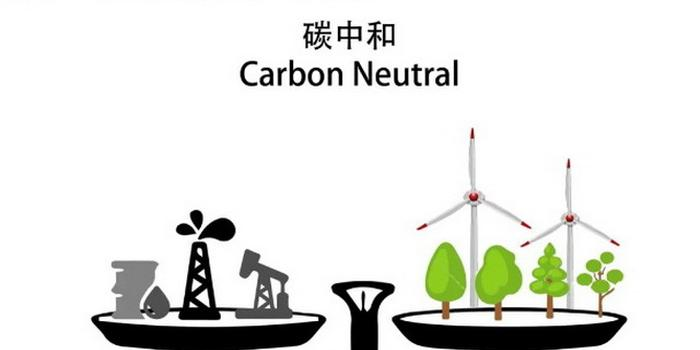 碳中和
Carbon Neutral